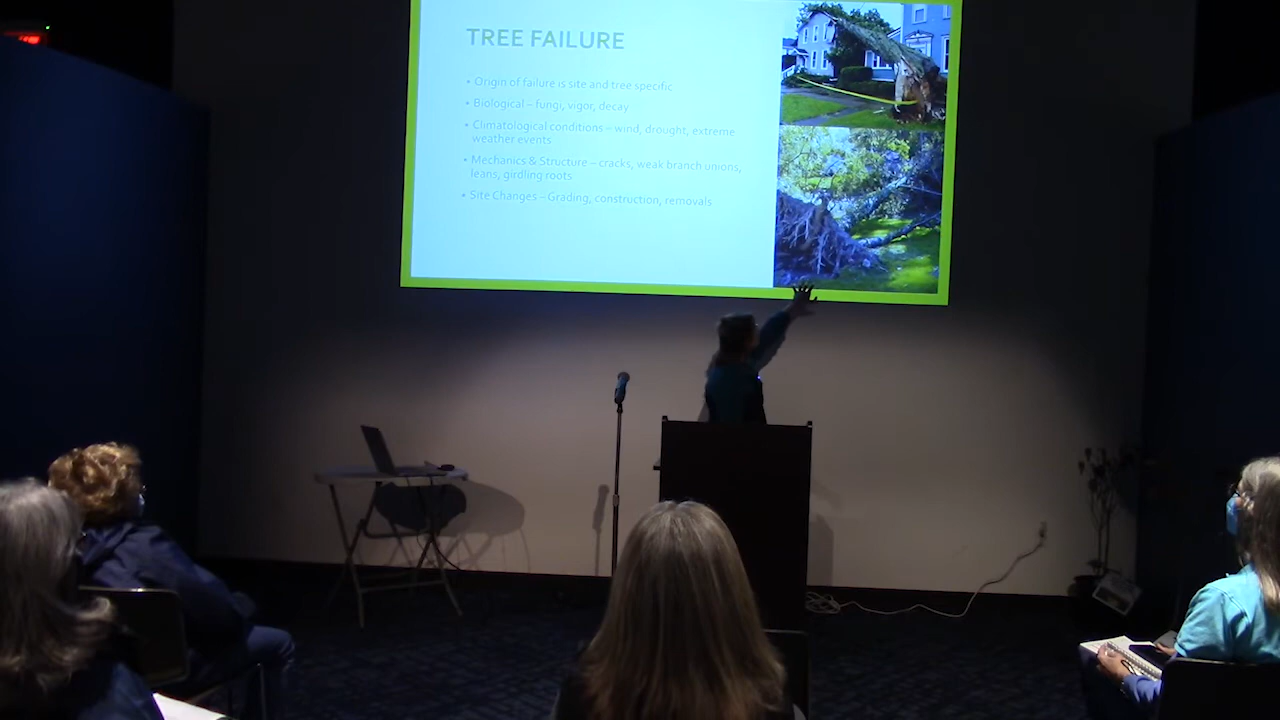 TREE FAILURE
• Origin of failure is site and tree specific
• Biological – fungi, vigor, decay
• Climatological conditions – wind, drought, extreme
weather events
• Mechanics & Structure – cracks, weak branch unions,
leans, girdling roots
• Site Changes – Grading, construction, removals